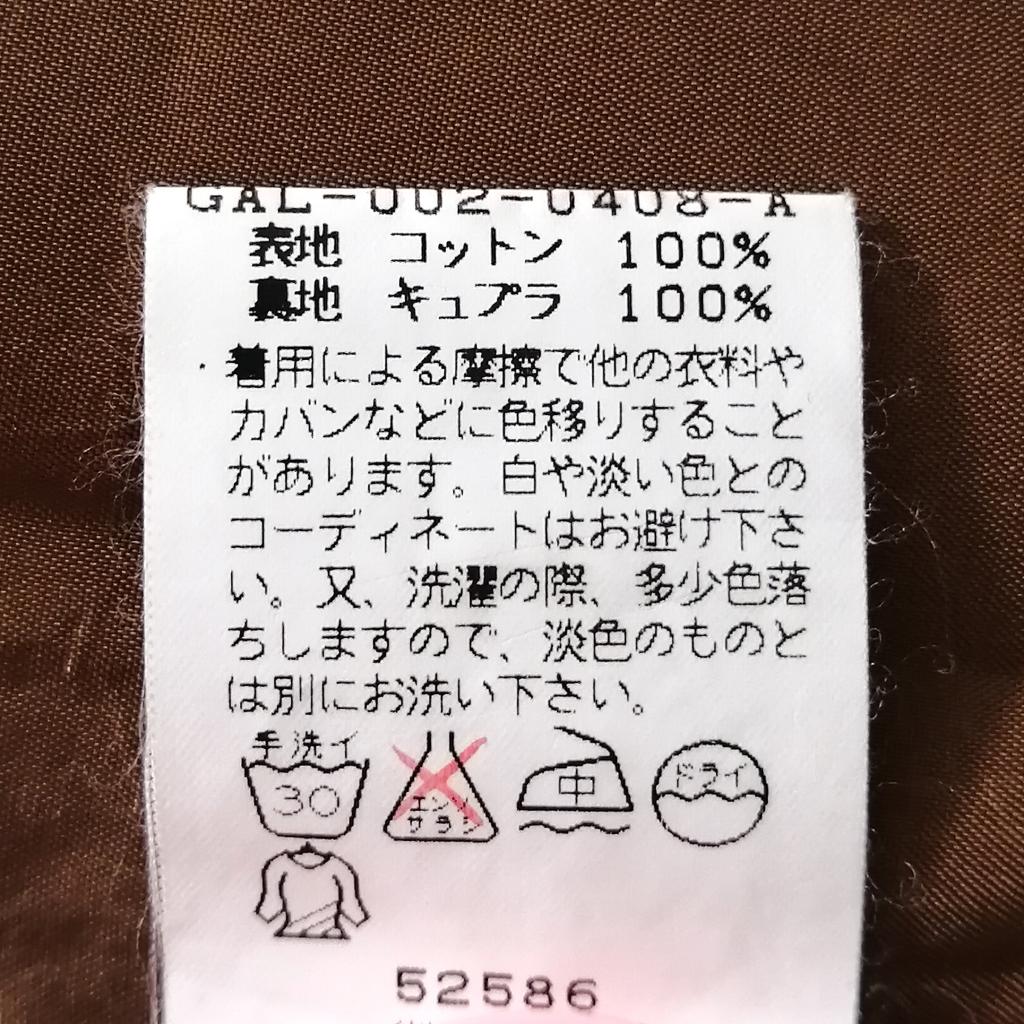 GAL-002-0408-A
表地 コットン 100%
裏地 キュプラ 100%
・着用による摩擦で他の衣料や
カバンなどに色移りすること
があります。白や淡い色との
コーディネートはお避け下さ
い。又、洗濯の際、多少色落
ちしますので、淡色のものと
は別にお洗い下さい。
手洗イ
30
エンソ
サラシ
中
ドライ
52586